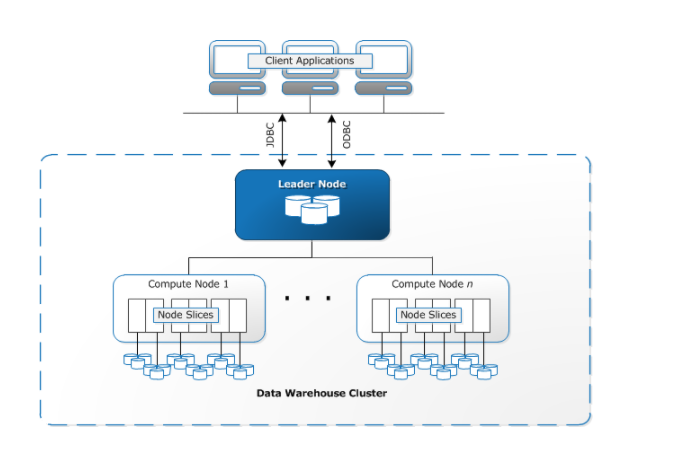 Client Applications
JDBC
ODBC
Leader Node
Compute Node 1
. . .
Compute Node n
Node Slices
Node Slices
Data Warehouse Cluster